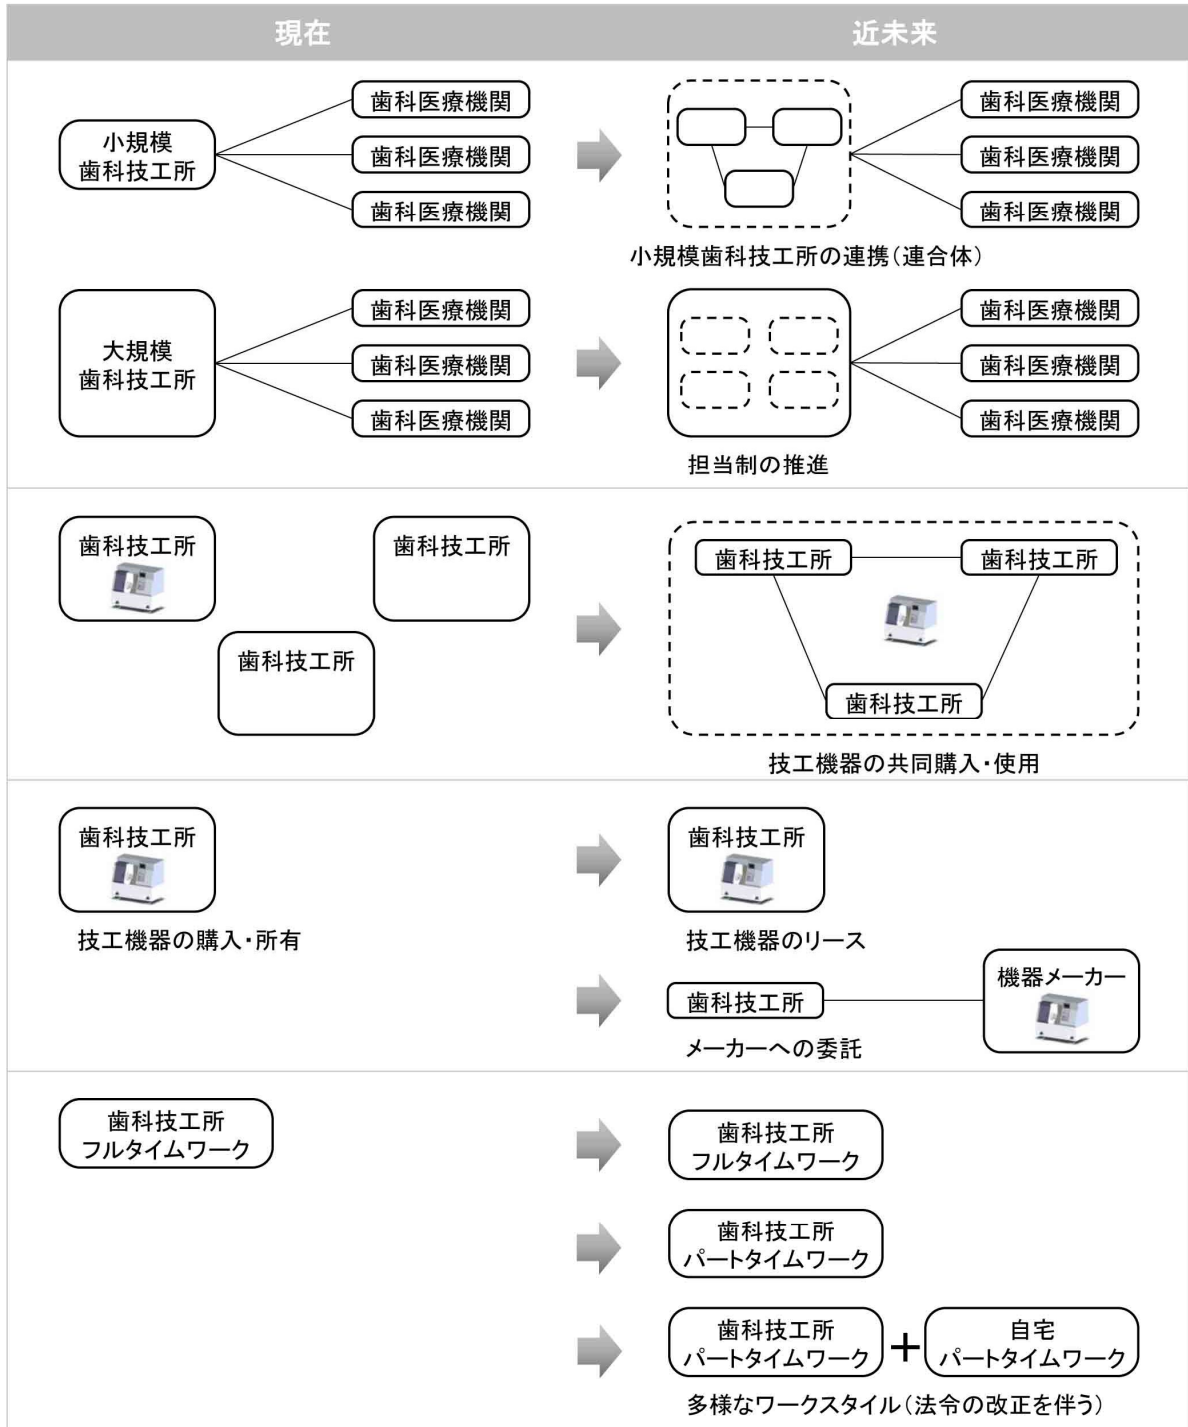 現在
近未来
小規模
歯科技工所
歯科医療機関
歯科医療機関
歯科医療機関
歯科医療機関
歯科医療機関
歯科医療機関
小規模歯科技工所の連携(連合体)
大規模
歯科技工所
歯科医療機関
歯科医療機関
歯科医療機関
歯科医療機関
歯科医療機関
歯科医療機関
担当制の推進
歯科技工所
歯科技工所
歯科技工所
歯科技工所
歯科技工所
歯科技工所
技工機器の共同購入・使用
歯科技工所
技工機器の購入・所有
歯科技工所
技工機器のリース
歯科技工所
機器メーカー
メーカーへの委託
歯科技工所
フルタイムワーク
歯科技工所
フルタイムワーク
歯科技工所
パートタイムワーク
歯科技工所
パートタイムワーク
+
自宅
パートタイムワーク
多様なワークスタイル(法令の改正を伴う)